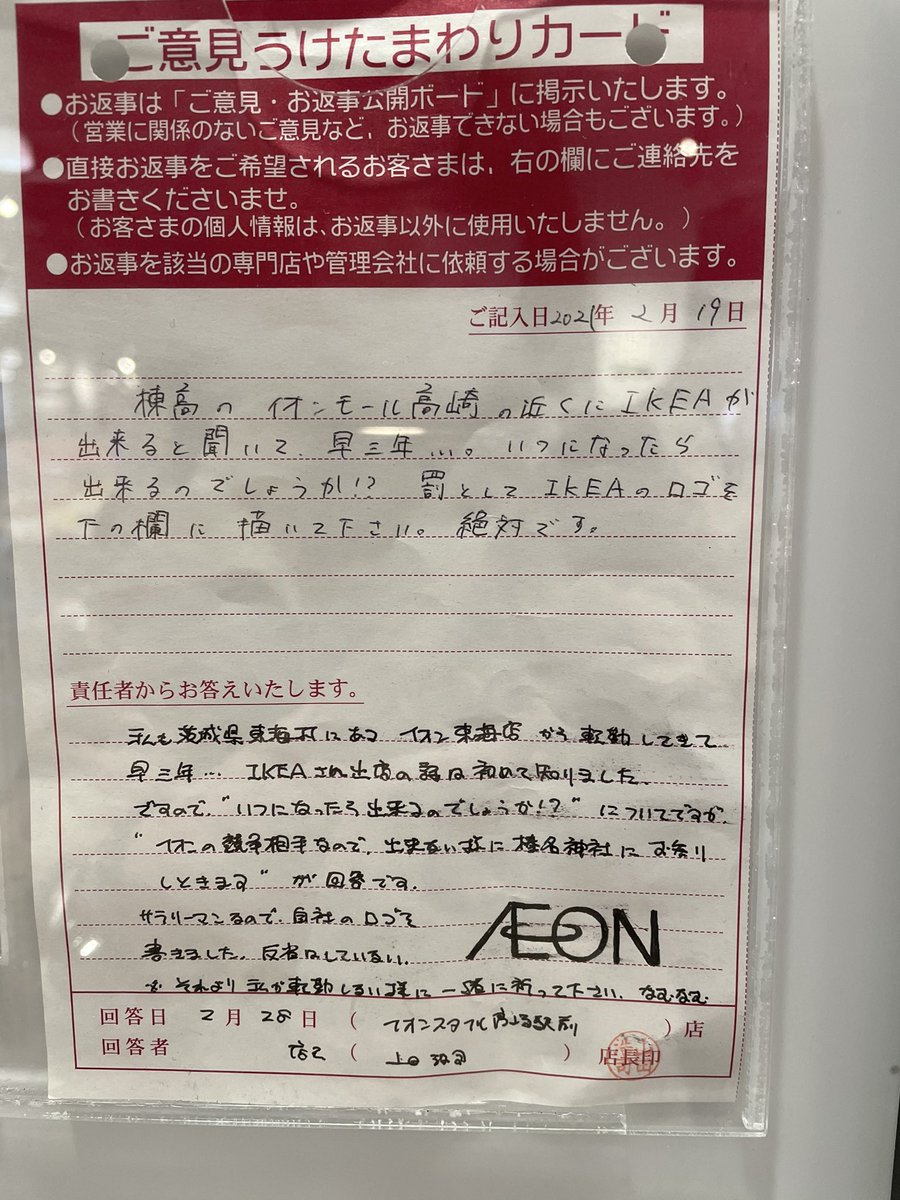 ご意見うけたまわりカード
●お返事は「ご意見・お返事公開ボード」に掲示いたします。
（営業に関係のないご意見など、お返事できない場合もございます。）
●直接お返事をご希望されるお客さまは、右の欄にご連絡先を
お書きくださいませ。
（お客さまの個人情報は、お返事以外に使用いたしません。）
●お返事を該当の専門店や管理会社に依頼する場合がございます。
ご記入日2021年 2月 19日
棟高の イオンモール高崎の近くにIKEAが
出来ると聞いて、早三年…。いつになったら
出来るのでしょうか!? 罰としてIKEAのロゴを
下の欄に 描いて下さい。絶対です。
責任者からお答えいたします。
私も茨城県東海村にあるイオン東海店から転勤してきて
早三年… IKEAさん出店の話は初めて知りました。
ですので、"いつになったら出来るのでしょうか!?"についてですが、
"イオンの競争相手なので、出来ない様に榛名神社にお参り
しときます"が回答です。
サラリーマンなので、自社のロゴを
書きました。反省はしていない。
AEON
それより私が転勤しない様に一緒に祈って下さい、なむなむ
回答日 2月 28日 （ イオンスタイル高崎駅前 ）店
回答者 店長 （ 上田 ） 店長印